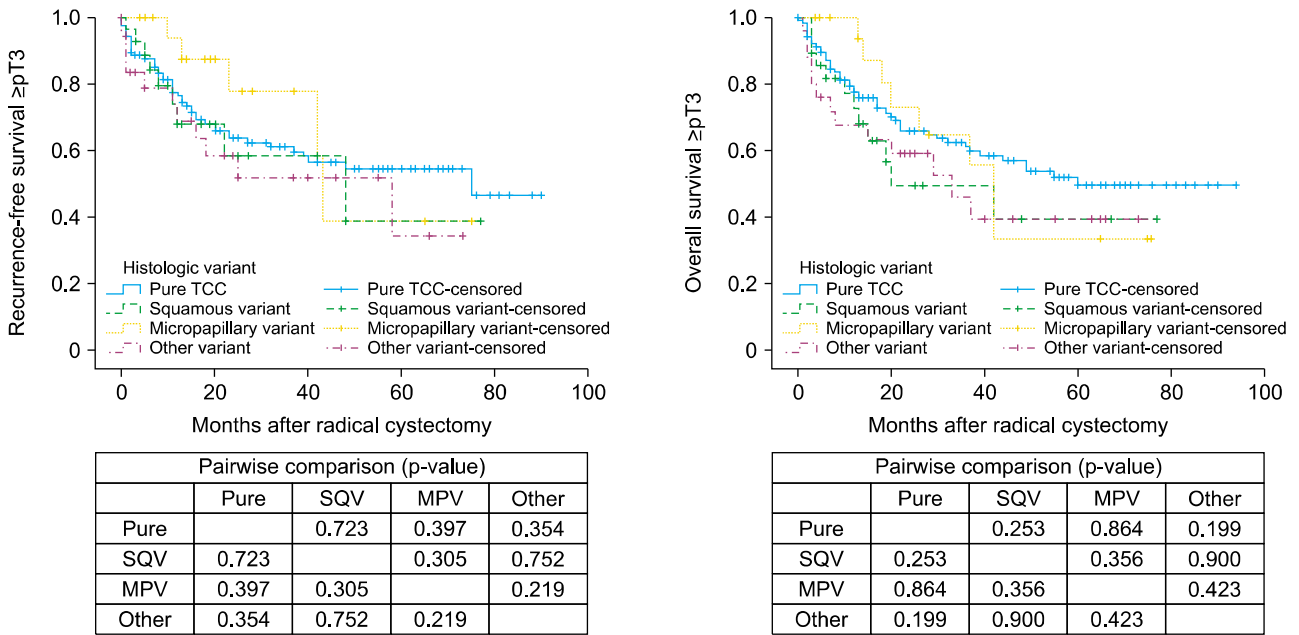 Recurrence-free survival ≥pT3
1.0
0.8
0.6
0.4
0.2
0
Histologic variant
Pure TCC Pure TCC-censored
Squamous variant Squamous variant-censored
Micropapillary variant Micropapillary variant-censored
Other variant Other variant-censored
0 20 40 60 80 100
Months after radical cystectomy
Pairwise comparison (p-value)
Pure SQV MPV Other
Pure 0.723 0.397 0.354
SQV 0.723 0.305 0.752
MPV 0.397 0.305 0.219
Other 0.354 0.752 0.219
Overall survival ≥pT3
1.0
0.8
0.6
0.4
0.2
0
Histologic variant
Pure TCC Pure TCC-censored
Squamous variant Squamous variant-censored
Micropapillary variant Micropapillary variant-censored
Other variant Other variant-censored
0 20 40 60 80 100
Months after radical cystectomy
Pairwise comparison (p-value)
Pure SQV MPV Other
Pure 0.253 0.864 0.199
SQV 0.253 0.356 0.900
MPV 0.864 0.356 0.423
Other 0.199 0.900 0.423